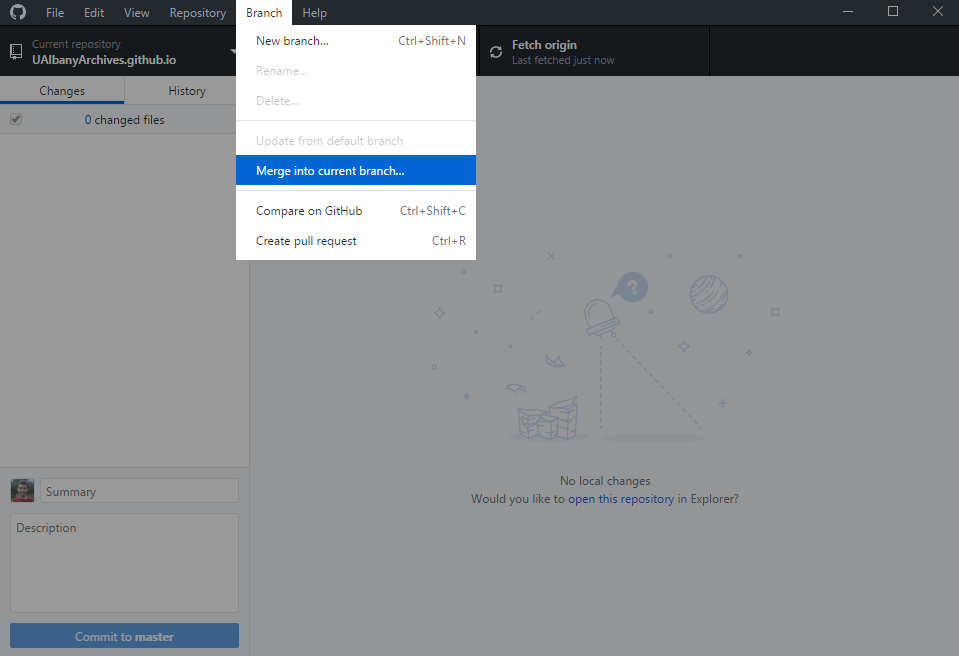 File Edit View Repository Branch Help
Current repository
UAlbanyArchives.github.io
Fetch origin
Last fetched just now
Changes History
0 changed files
New branch... Ctrl+Shift+N
Rename...
Delete...
Update from default branch
Merge into current branch...
Compare on GitHub Ctrl+Shift+C
Create pull request Ctrl+R
?
No local changes
Would you like to open this repository in Explorer?
Summary
Description
Commit to master